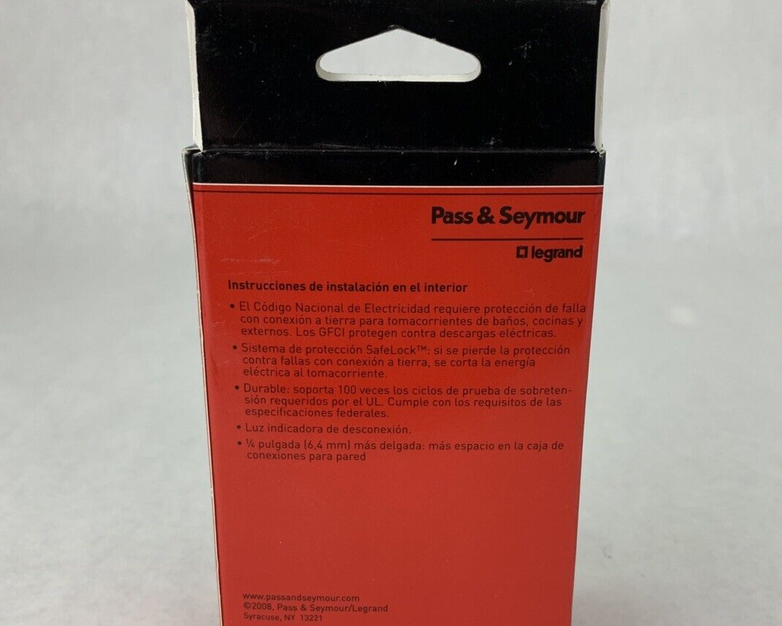 Pass & Seymour
legrand
Instrucciones de instalación en el interior
• El Código Nacional de Electricidad requiere protección de falla
con conexión a tierra para tomacorrientes de baños, cocinas y
externos. Los GFCI protegen contra descargas eléctricas.
• Sistema de protección SafeLock™: si se pierde la protección
contra fallas con conexión a tierra, se corta la energía
eléctrica al tomacorriente.
• Durable: soporta 100 veces los ciclos de prueba de sobreten-
sión requeridos por el UL. Cumple con los requisitos de las
especificaciones federales.
• Luz indicadora de desconexión.
• ¼ pulgada (6,4 mm) más delgada: más espacio en la caja de
conexiones para pared
www.passandseymour.com
©2008, Pass & Seymour/Legrand
Syracuse, NY 13221